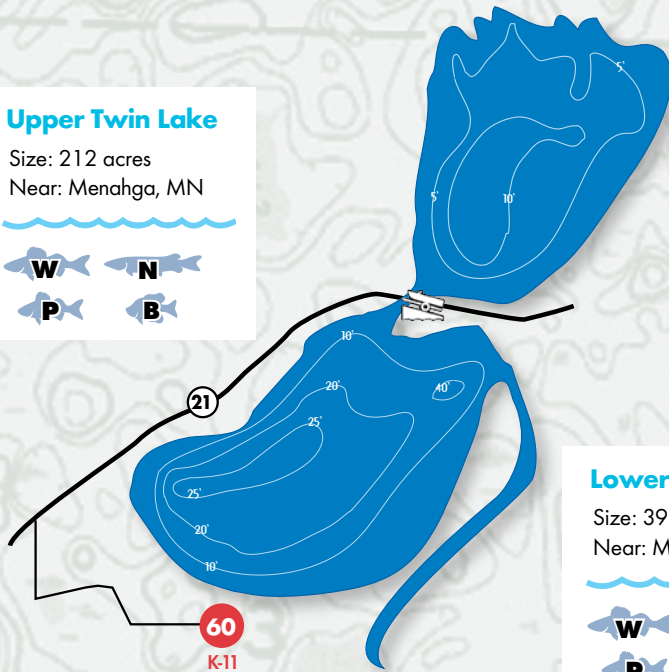 Upper Twin Lake
Size: 212 acres
Near: Menahga, MN
W
N
P
B
5'
5'
10'
10'
20'
40'
25'
25'
20'
10'
21
60
K-11
Lower
Size: 39
Near: M
W
P